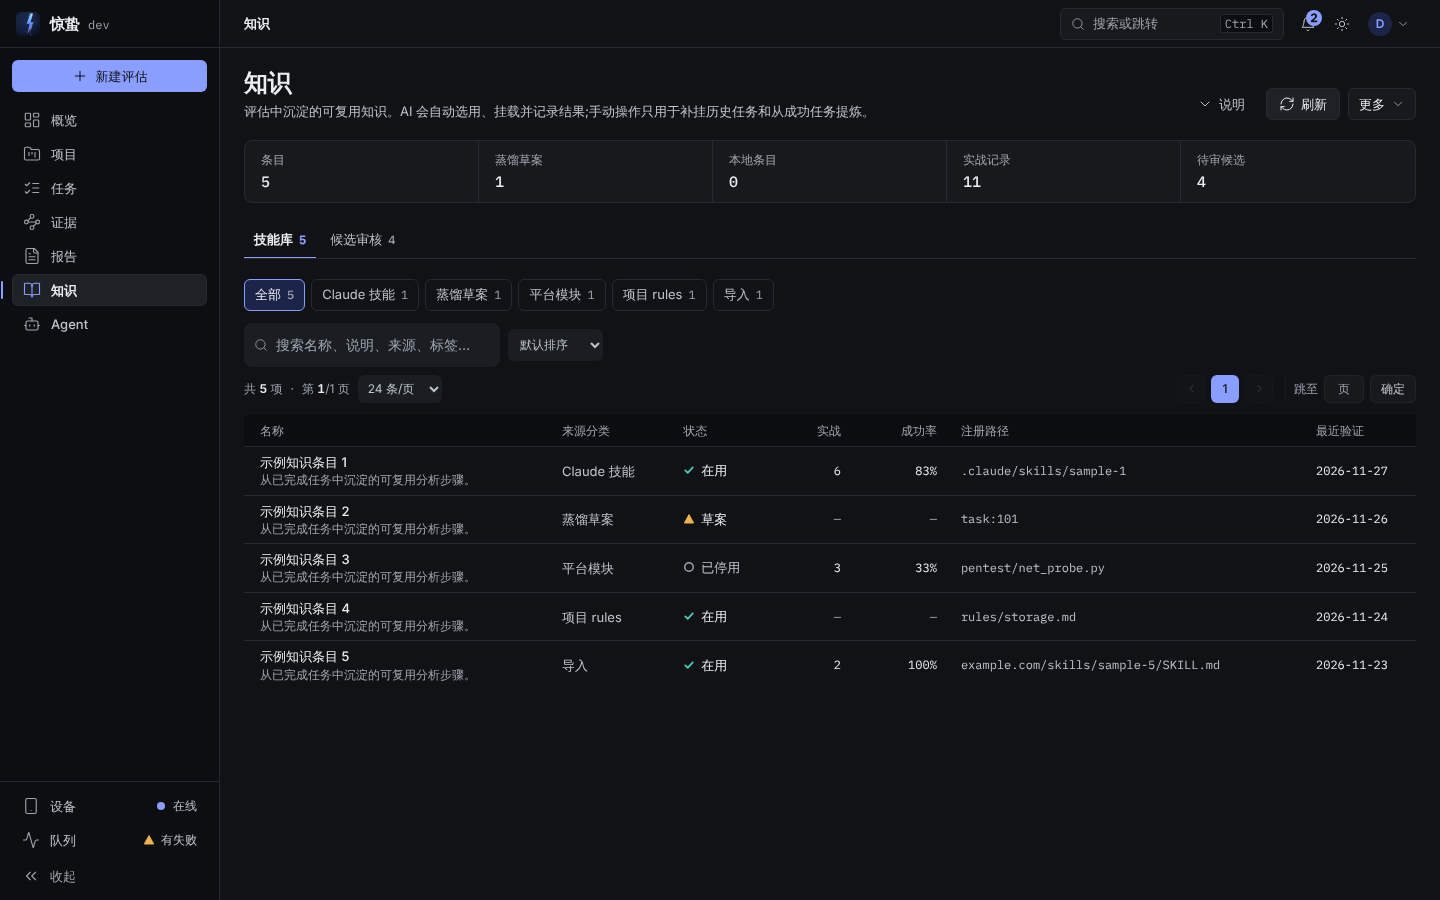 惊蛰 dev
知识
搜索或跳转 Ctrl K
2
D
新建评估
概览
项目
任务
证据
报告
知识
Agent
设备 在线
队列 有失败
收起
知识
评估中沉淀的可复用知识。AI 会自动选用、挂载并记录结果;手动操作只用于补挂历史任务和从成功任务提炼。
说明 刷新 更多
条目 蒸馏草案 本地条目 实战记录 待审候选
5 1 0 11 4
技能库 5 候选审核 4
全部 5 Claude 技能 1 蒸馏草案 1 平台模块 1 项目 rules 1 导入 1
搜索名称、说明、来源、标签... 默认排序
共 5 项 · 第 1/1 页 24 条/页 1 跳至 页 确定
名称 来源分类 状态 实战 成功率 注册路径 最近验证
示例知识条目 1
从已完成任务中沉淀的可复用分析步骤。
Claude 技能 在用 6 83% .claude/skills/sample-1 2026-11-27
示例知识条目 2
从已完成任务中沉淀的可复用分析步骤。
蒸馏草案 草案 — — task:101 2026-11-26
示例知识条目 3
从已完成任务中沉淀的可复用分析步骤。
平台模块 已停用 3 33% pentest/net_probe.py 2026-11-25
示例知识条目 4
从已完成任务中沉淀的可复用分析步骤。
项目 rules 在用 — — rules/storage.md 2026-11-24
示例知识条目 5
从已完成任务中沉淀的可复用分析步骤。
导入 在用 2 100% example.com/skills/sample-5/SKILL.md 2026-11-23